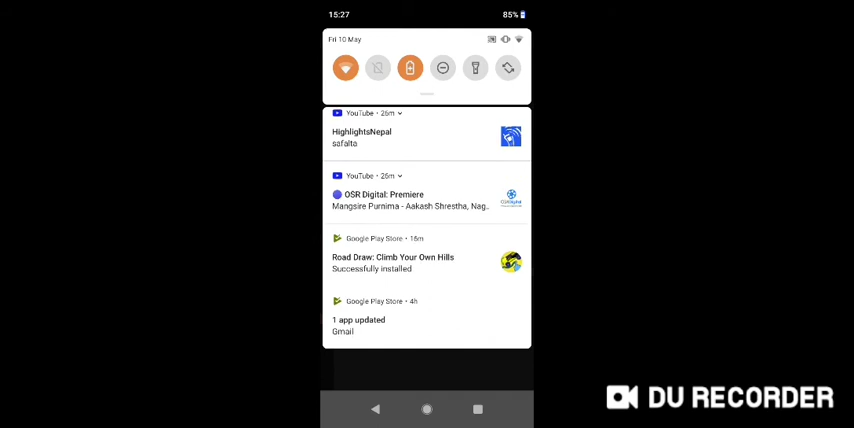 15:27
85%
Fri 10 May
YouTube • 26m
HighlightsNepal
safalta
YouTube • 26m
OSR Digital: Premiere
Mangsire Purnima - Aakash Shrestha, Nag..
Google Play Store • 16m
Road Draw: Climb Your Own Hills
Successfully installed
Google Play Store • 4h
1 app updated
Gmail
DU RECORDER